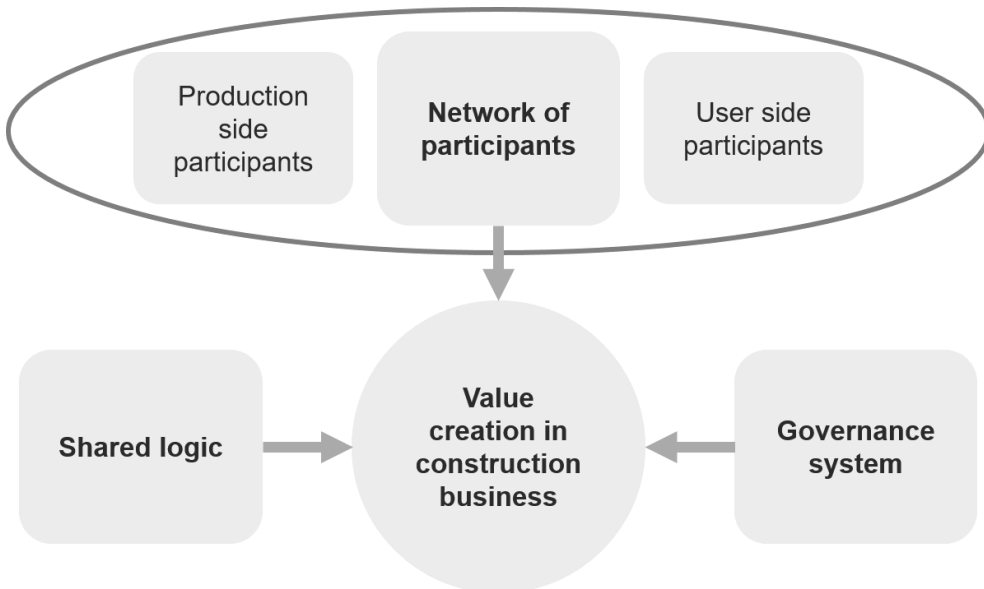 Production
side
participants
Network of
participants
User side
participants
Shared logic
Value
creation in
construction
business
Governance
system